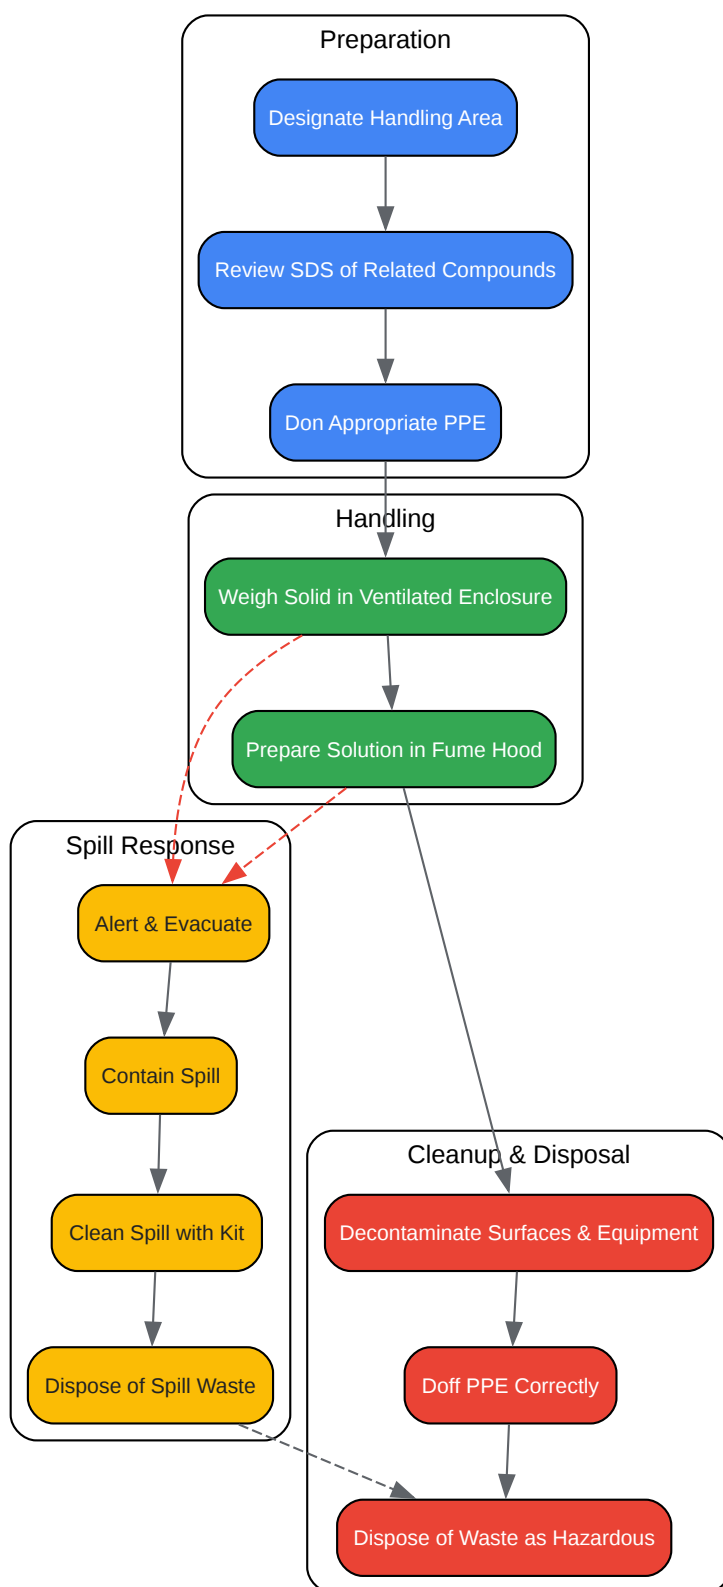 Preparation
Designate Handling Area
Review SDS of Related Compounds
Don Appropriate PPE
Handling
Weigh Solid in Ventilated Enclosure
Prepare Solution in Fume Hood
Spill Response
Alert & Evacuate
Contain Spill
Clean Spill with Kit
Dispose of Spill Waste
Cleanup & Disposal
Decontaminate Surfaces & Equipment
Doff PPE Correctly
Dispose of Waste as Hazardous